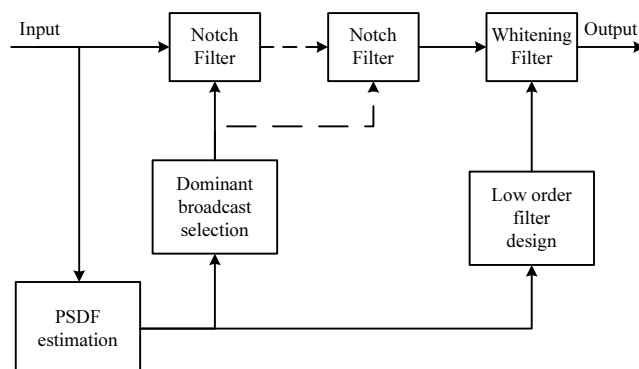 Input
Notch
Filter
Notch
Filter
Whitening
Filter
Output
Dominant
broadcast
selection
Low order
filter
design
PSDF
estimation